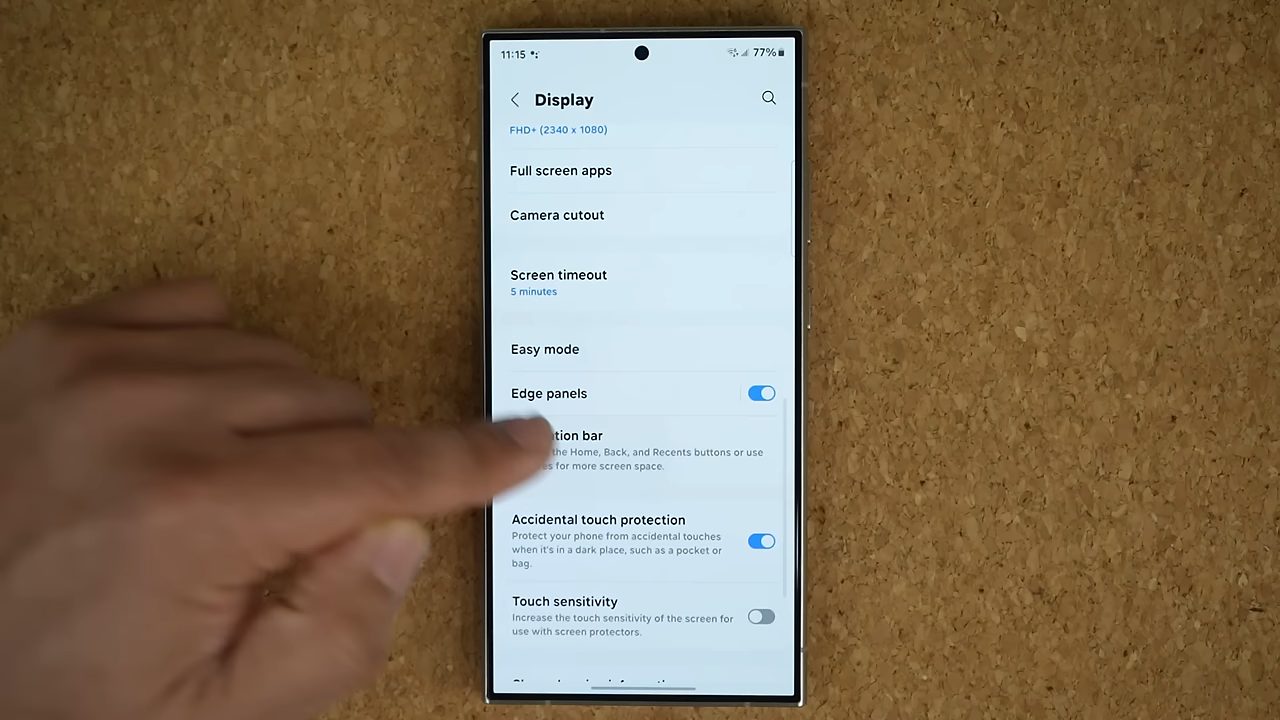 11:15
77%
Display
FHD+ (2340 x 1080)
Full screen apps
Camera cutout
Screen timeout
5 minutes
Easy mode
Edge panels
ation bar
the Home, Back, and Recents buttons or use
for more screen space.
Accidental touch protection
Protect your phone from accidental touches
when it's in a dark place, such as a pocket or
bag.
Touch sensitivity
Increase the touch sensitivity of the screen for
use with screen protectors.